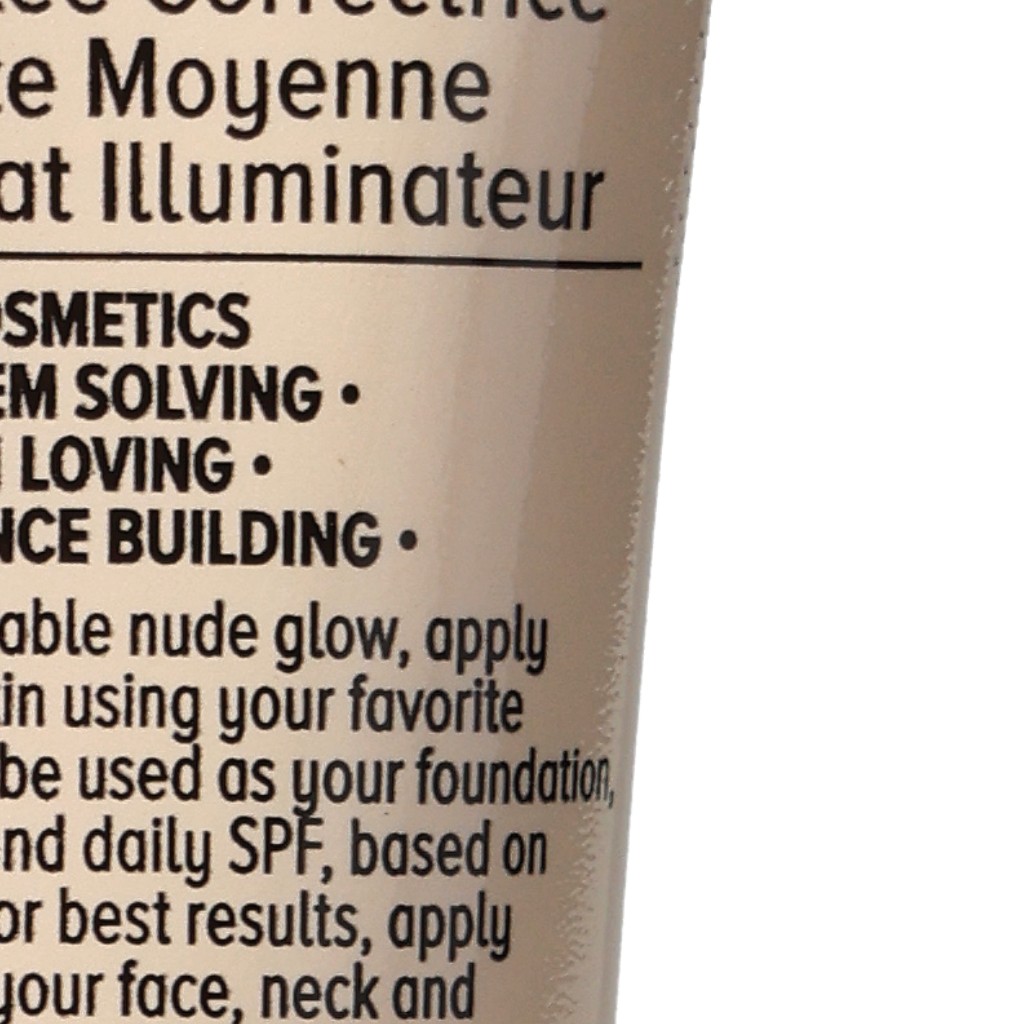 Correctrice
Moyenne
at Illuminateur
OSMETICS
EM SOLVING •
LOVING •
NCE BUILDING •
able nude glow, apply
in using your favorite
be used as your foundation,
nd daily SPF, based on
or best results, apply
your face, neck and